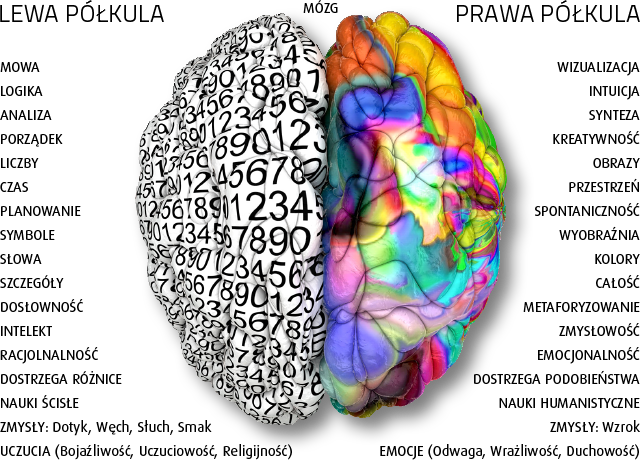 LEWA PÓŁKULA
MÓZG
PRAWA PÓŁKULA
MOWA
LOGIKA
ANALIZA
PORZĄDEK
LICZBY
CZAS
PLANOWANIE
SYMBOLE
SŁOWA
SZCZEGÓŁY
DOSŁOWNOŚĆ
INTELEKT
RACJOLNALNOŚĆ
DOSTRZEGA RÓŻNICE
NAUKI ŚCISŁE
ZMYSŁY: Dotyk, Węch, Słuch, Smak
UCZUCIA (Bojaźliwość, Uczuciowość, Religijność)
WIZUALIZACJA
INTUICJA
SYNTEZA
KREATYWNOŚĆ
OBRAZY
PRZESTRZEŃ
SPONTANICZNOŚĆ
WYOBRAŹNIA
KOLORY
CAŁOŚĆ
METAFORYZOWANIE
ZMYSŁOWOŚĆ
EMOCJONALNOŚĆ
DOSTRZEGA PODOBIEŃSTWA
NAUKI HUMANISTYCZNE
ZMYSŁY: Wzrok
EMOCJE (Odwaga, Wrażliwość, Duchowość)